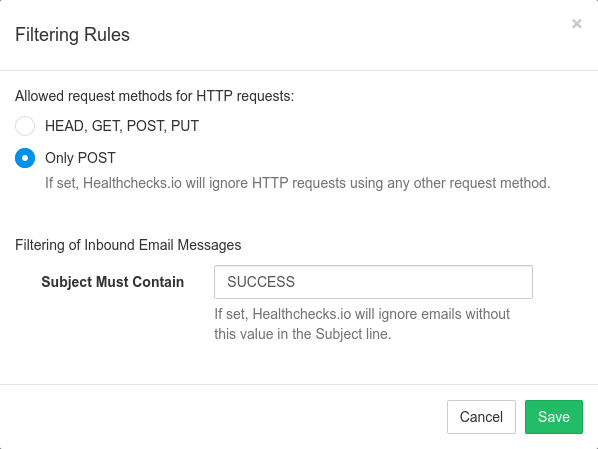 Filtering Rules
×
Allowed request methods for HTTP requests:
HEAD, GET, POST, PUT
Only POST
If set, Healthchecks.io will ignore HTTP requests using any other request method.
Filtering of Inbound Email Messages
Subject Must Contain SUCCESS
If set, Healthchecks.io will ignore emails without
this value in the Subject line.
Cancel Save